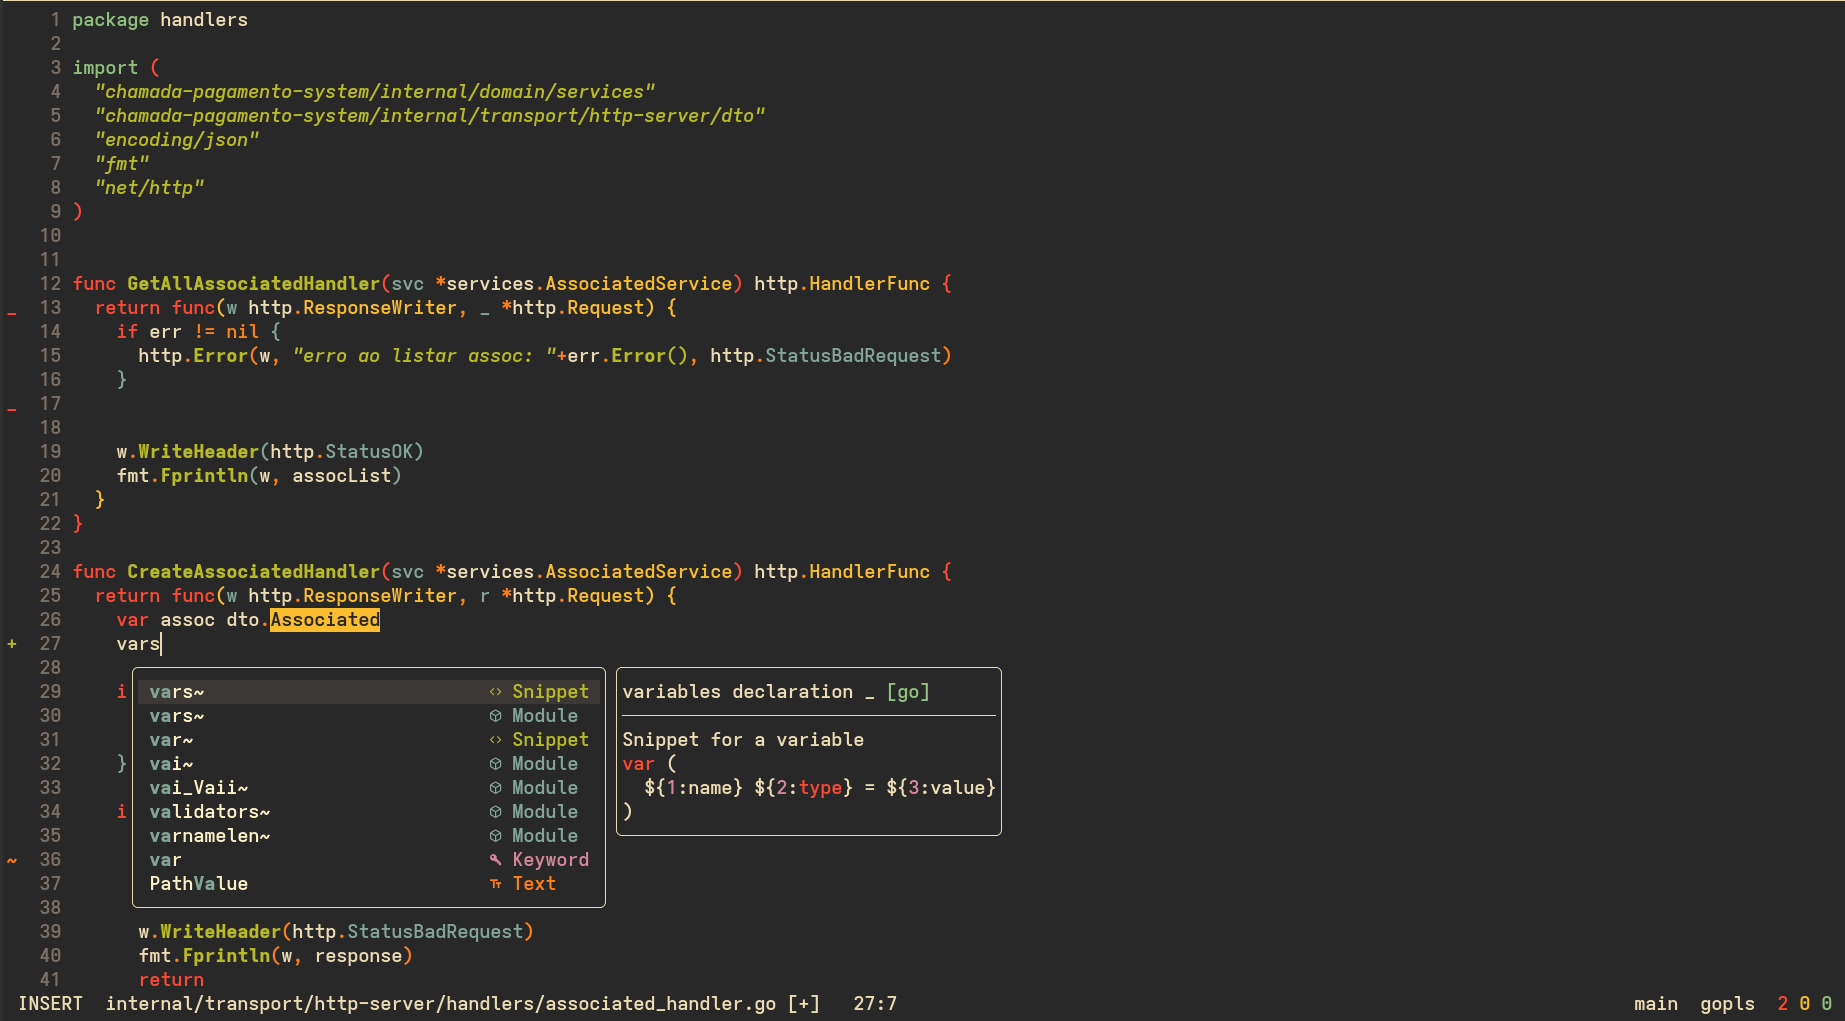 1 package handlers
2
3 import (
4 "chamada-pagamento-system/internal/domain/services"
5 "chamada-pagamento-system/internal/transport/http-server/dto"
6 "encoding/json"
7 "fmt"
8 "net/http"
9 )
10
11
12 func GetAllAssociatedHandler(svc *services.AssociatedService) http.HandlerFunc {
_ 13 return func(w http.ResponseWriter, _ *http.Request) {
14 if err != nil {
15 http.Error(w, "erro ao listar assoc: "+err.Error(), http.StatusBadRequest)
16 }
_ 17
18
19 w.WriteHeader(http.StatusOK)
20 fmt.Fprintln(w, assocList)
21 }
22 }
23
24 func CreateAssociatedHandler(svc *services.AssociatedService) http.HandlerFunc {
25 return func(w http.ResponseWriter, r *http.Request) {
26 var assoc dto.Associated
+ 27 vars
28
29 i vars~ <> Snippet variables declaration _ [go]
30 vars~ Module
31 var~ <> Snippet Snippet for a variable
32 } vai~ Module var (
33 vai_Vaii~ Module ${1:name} ${2:type} = ${3:value}
34 i validators~ Module )
35 varnamelen~ Module
~ 36 var Keyword
37 PathValue Tт Text
38
39 w.WriteHeader(http.StatusBadRequest)
40 fmt.Fprintln(w, response)
41 return
INSERT internal/transport/http-server/handlers/associated_handler.go [+] 27:7 main gopls 2 0 0